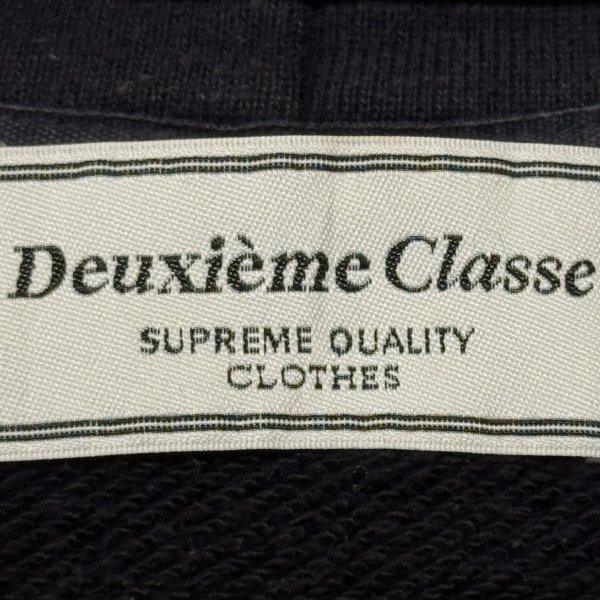 Deuxième Classe
SUPREME QUALITY
CLOTHES